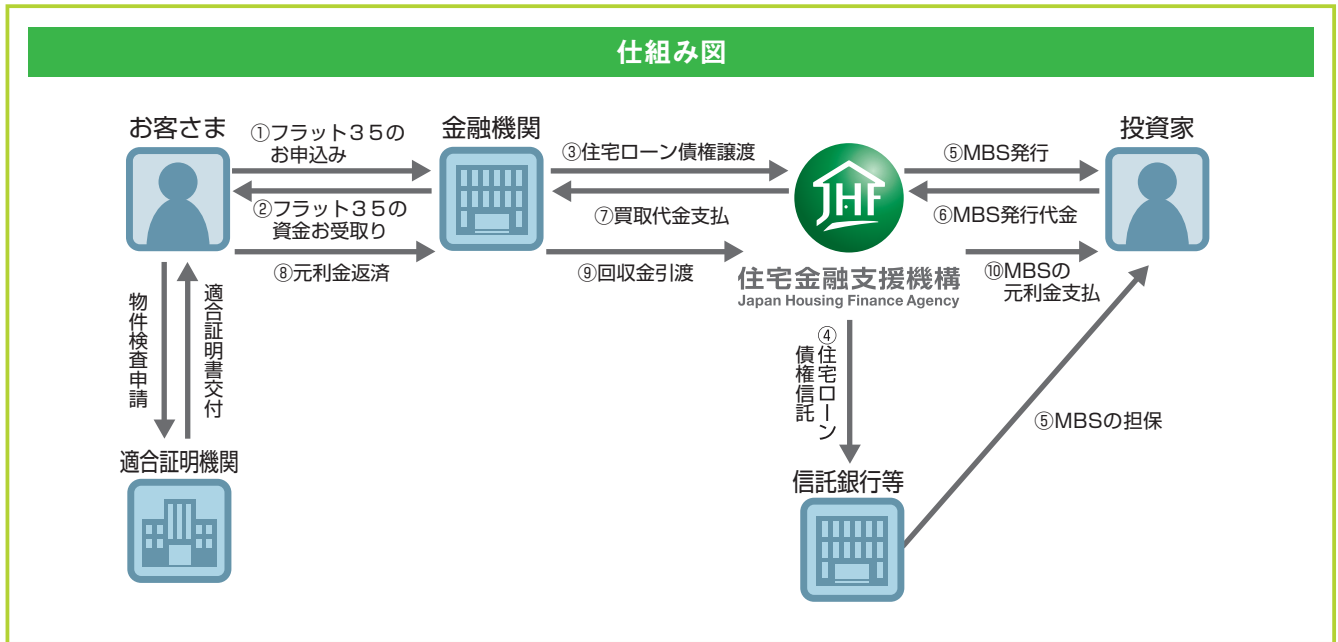 仕組み図
お客さま
①フラット３５の
お申込み
金融機関
③住宅ローン債権譲渡
⑤MBS発行
投資家
②フラット３５の
資金お受取り
⑦買取代金支払
JHF
⑥MBS発行代金
⑧元利金返済
⑨回収金引渡
住宅金融支援機構
Japan Housing Finance Agency
⑩MBSの
元利金支払
物件検査申請
適合証明書交付
④住宅ローン
債権信託
⑤MBSの担保
適合証明機関
信託銀行等